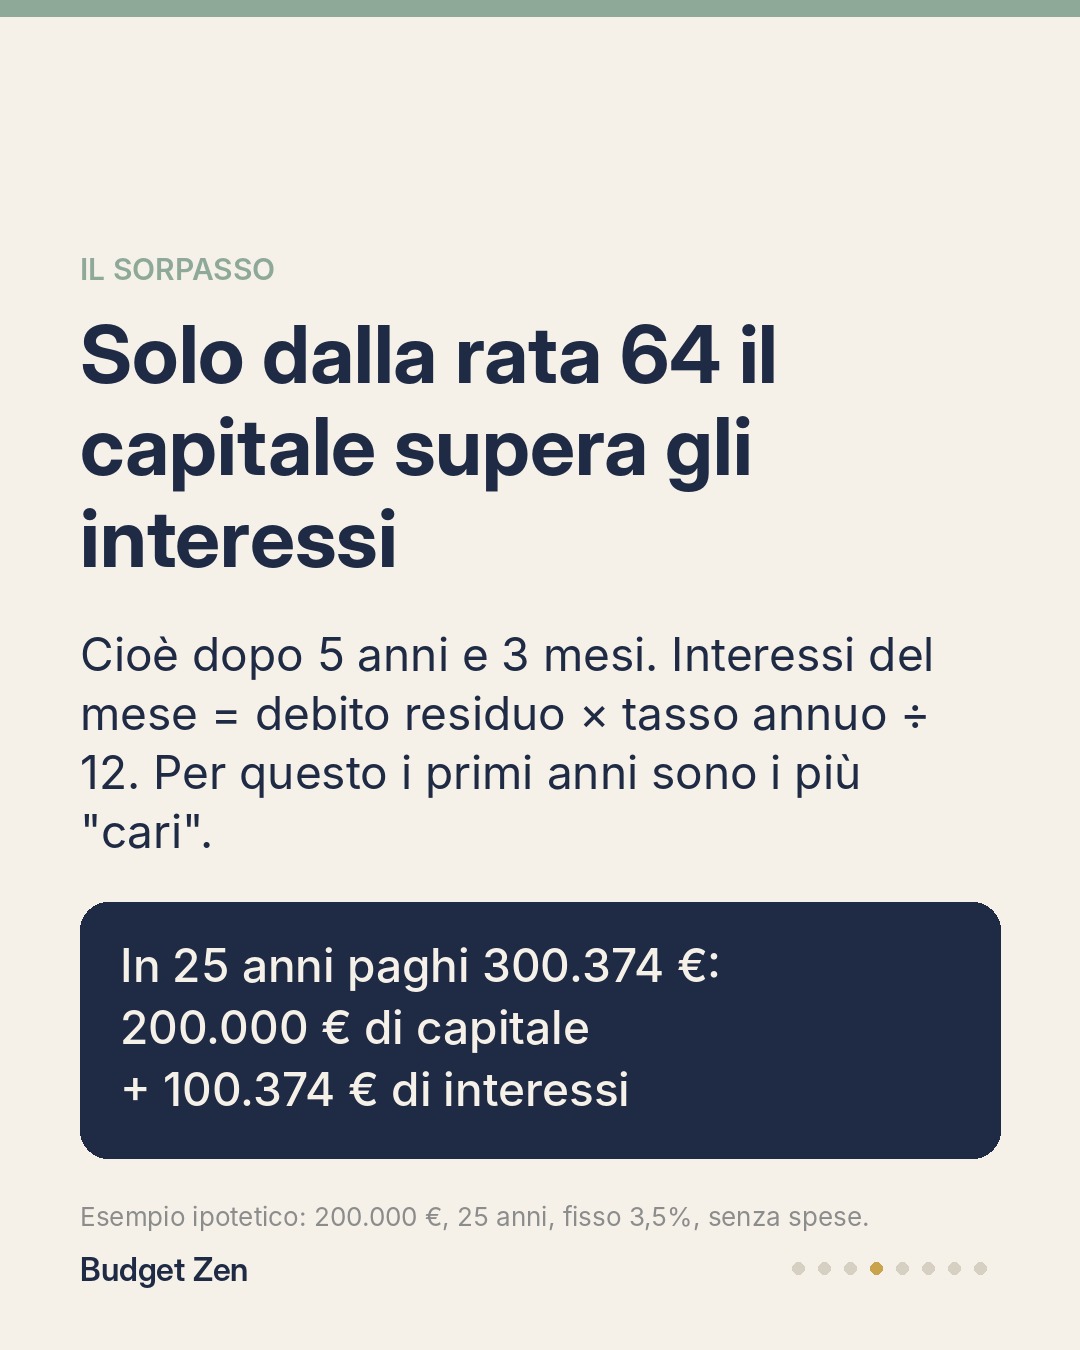 IL SORPASSO
Solo dalla rata 64 il
capitale supera gli
interessi
Cioè dopo 5 anni e 3 mesi. Interessi del
mese = debito residuo × tasso annuo ÷
12. Per questo i primi anni sono i più
"cari".
In 25 anni paghi 300.374 €:
200.000 € di capitale
+ 100.374 € di interessi
Esempio ipotetico: 200.000 €, 25 anni, fisso 3,5%, senza spese.
Budget Zen